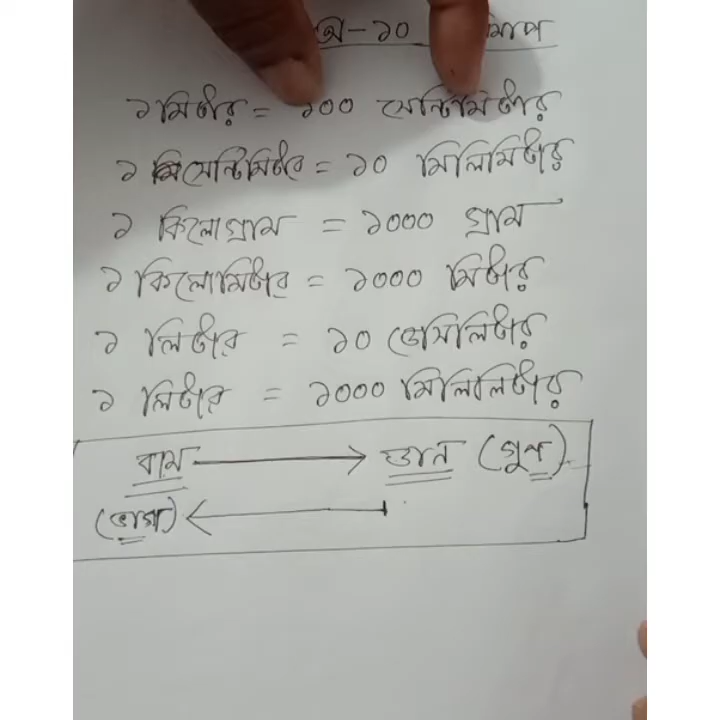 অ-১০ মাপ
১ মিটার = ১০০ সেন্টিমিটার
১ সেন্টিমিটার = ১০ মিলিমিটার
১ কিলোগ্রাম = ১০০০ গ্রাম
১ কিলোমিটার = ১০০০ মিটার
১ লিটার = ১০ ডেসিলিটার
১ লিটার = ১০০০ মিলিলিটার
বাম → ডান (গুণ)
(ভাগ) ←